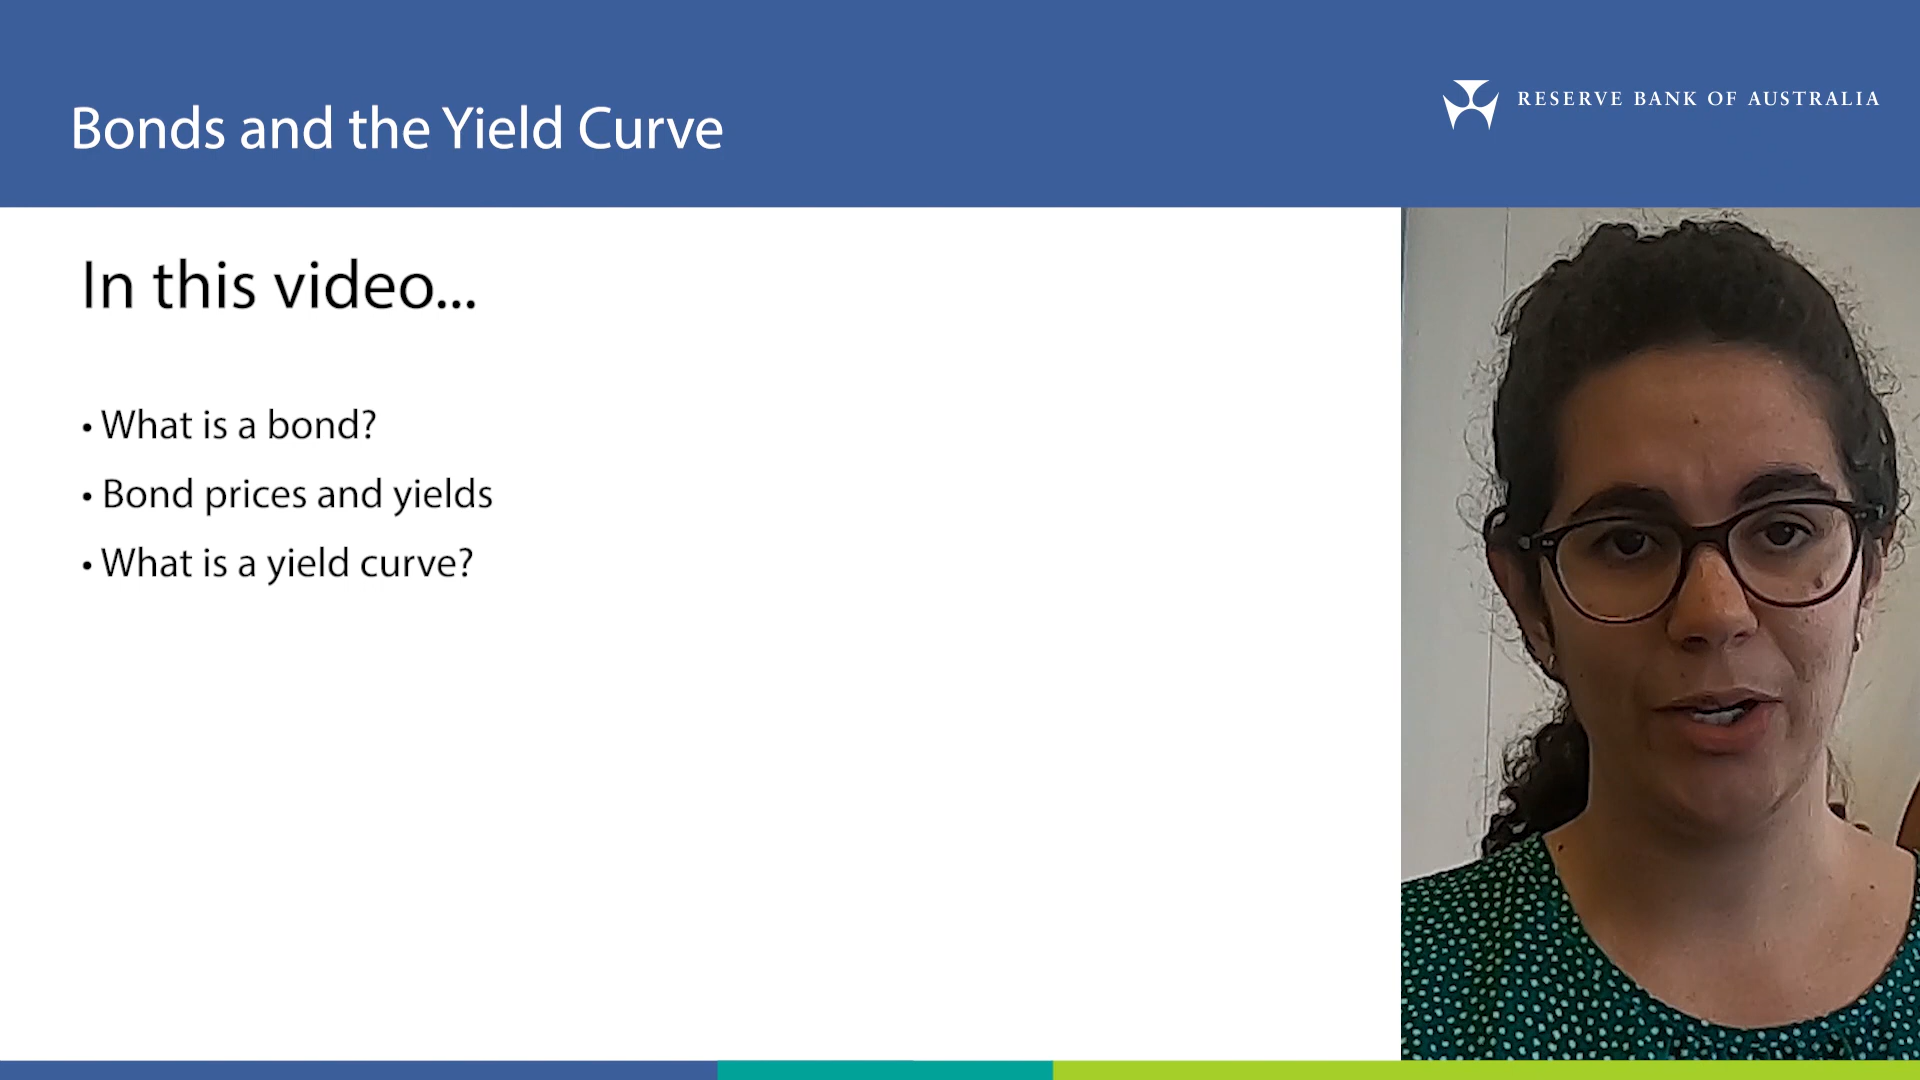 Bonds and the Yield Curve
RESERVE BANK OF AUSTRALIA
In this video...
• What is a bond?
• Bond prices and yields
• What is a yield curve?